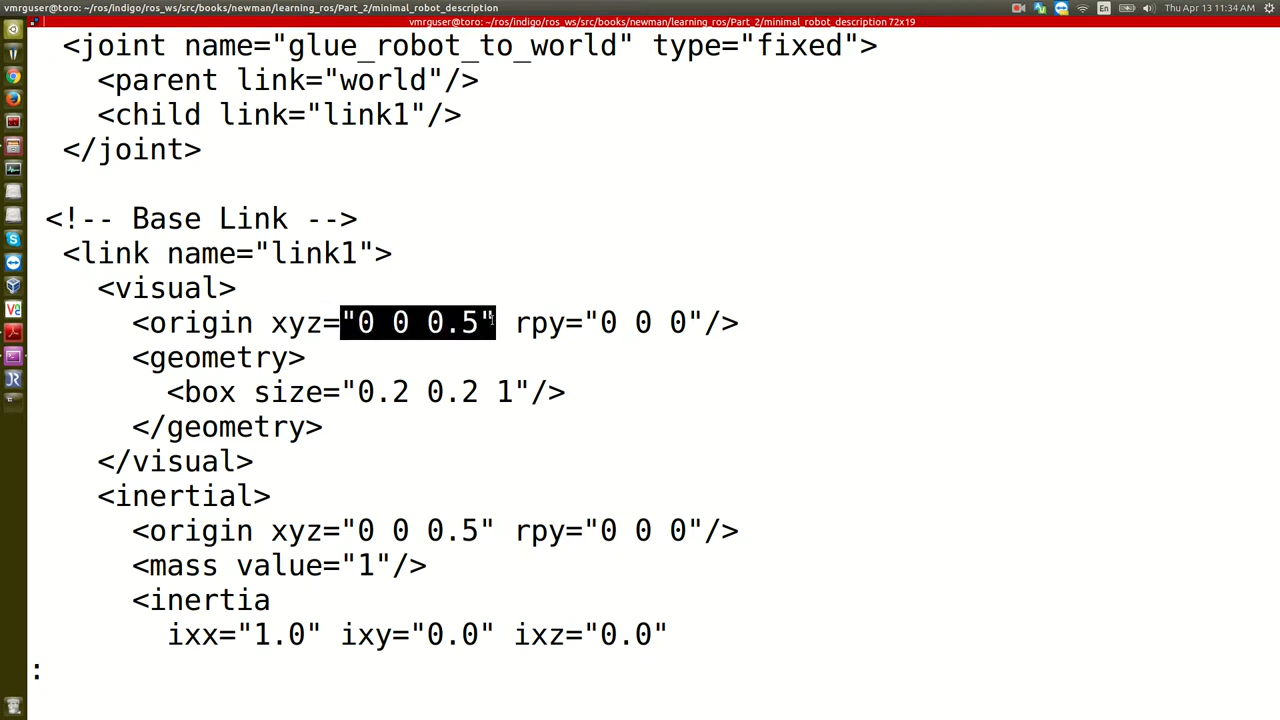 vmrguser@toro: ~/ros/indigo/ros_ws/src/books/newman/learning_ros/Part_2/minimal_robot_description
En
Thu Apr 13 11:34 AM
vmrguser@toro: ~/ros/indigo/ros_ws/src/books/newman/learning_ros/Part_2/minimal_robot_description 72x19
<joint name="glue_robot_to_world" type="fixed">
<parent link="world"/>
<child link="link1"/>
</joint>
<!-- Base Link -->
<link name="link1">
<visual>
<origin xyz="0 0 0.5" rpy="0 0 0"/>
<geometry>
<box size="0.2 0.2 1"/>
</geometry>
</visual>
<inertial>
<origin xyz="0 0 0.5" rpy="0 0 0"/>
<mass value="1"/>
<inertia
ixx="1.0" ixy="0.0" ixz="0.0"
: